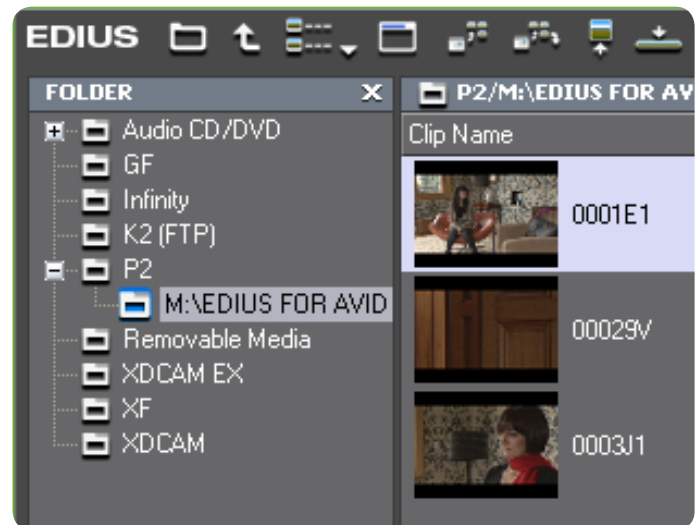 EDIUS
FOLDER X
Audio CD/DVD
GF
Infinity
K2 (FTP)
P2
M:\EDIUS FOR AVID
Removable Media
XDCAM EX
XF
XDCAM
P2/M:\EDIUS FOR AV
Clip Name
0001E1
00029V
0003J1